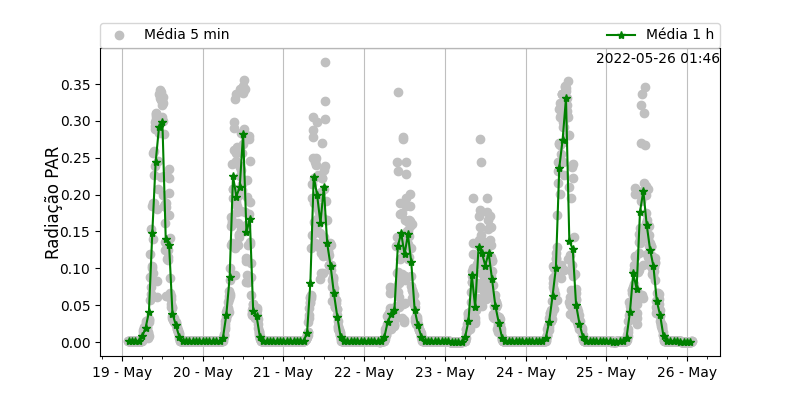 Média 5 min
Média 1 h
2022-05-26 01:46
Radiação PAR
0.35
0.30
0.25
0.20
0.15
0.10
0.05
0.00
19 - May
20 - May
21 - May
22 - May
23 - May
24 - May
25 - May
26 - May